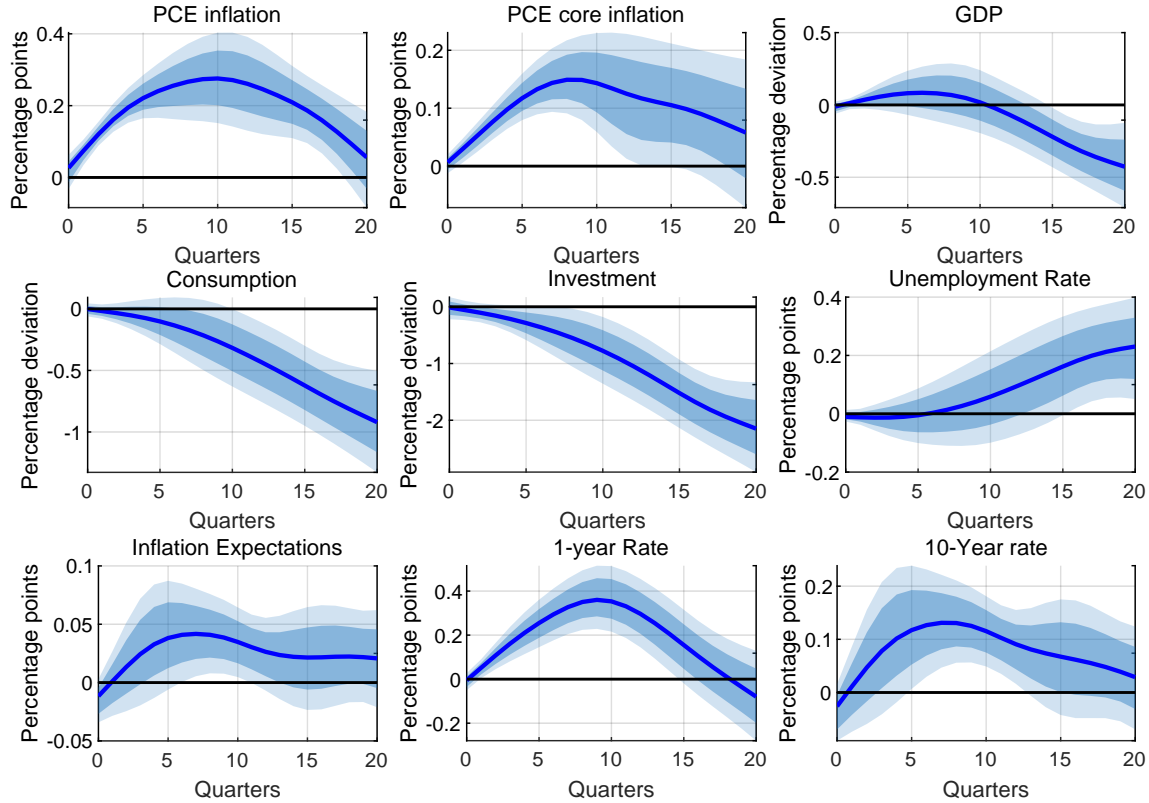 PCE inflation
Percentage points
0.4
0.2
0
0 5 10 15 20
Quarters
PCE core inflation
Percentage points
0.2
0.1
0
0 5 10 15 20
Quarters
GDP
Percentage deviation
0.5
0
-0.5
0 5 10 15 20
Quarters
Consumption
Percentage deviation
0
-0.5
-1
0 5 10 15 20
Quarters
Investment
Percentage deviation
0
-1
-2
0 5 10 15 20
Quarters
Unemployment Rate
Percentage points
0.4
0.2
0
-0.2
0 5 10 15 20
Quarters
Inflation Expectations
Percentage points
0.1
0.05
0
-0.05
0 5 10 15 20
Quarters
1-year Rate
Percentage points
0.4
0.2
0
-0.2
0 5 10 15 20
Quarters
10-Year rate
Percentage points
0.2
0.1
0
0 5 10 15 20
Quarters